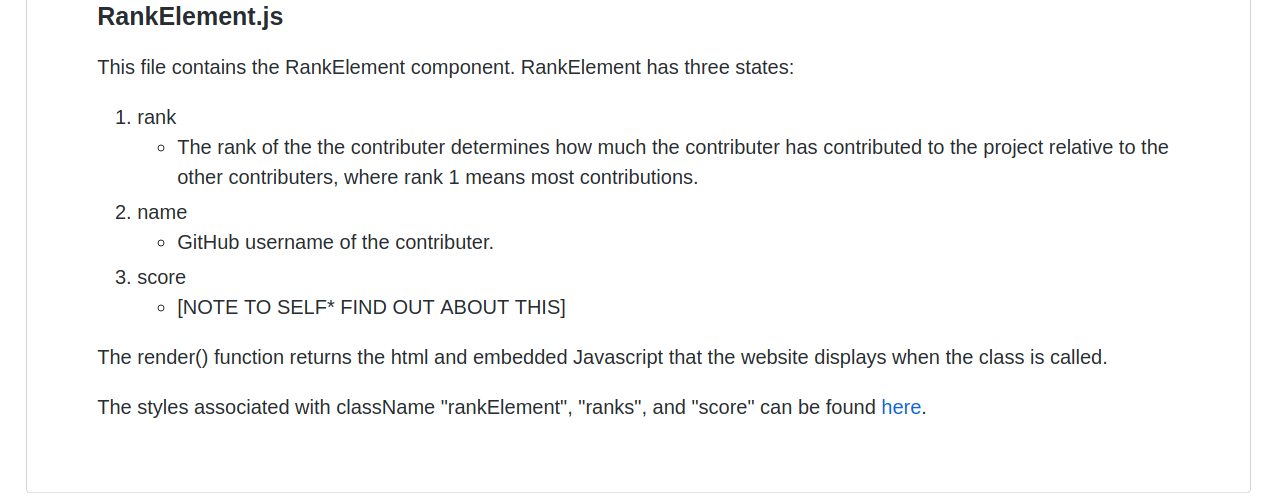 RankElement.js
This file contains the RankElement component. RankElement has three states:
1. rank
◦ The rank of the the contributer determines how much the contributer has contributed to the project relative to the
other contributers, where rank 1 means most contributions.
2. name
◦ GitHub username of the contributer.
3. score
◦ [NOTE TO SELF* FIND OUT ABOUT THIS]
The render() function returns the html and embedded Javascript that the website displays when the class is called.
The styles associated with className "rankElement", "ranks", and "score" can be found here.